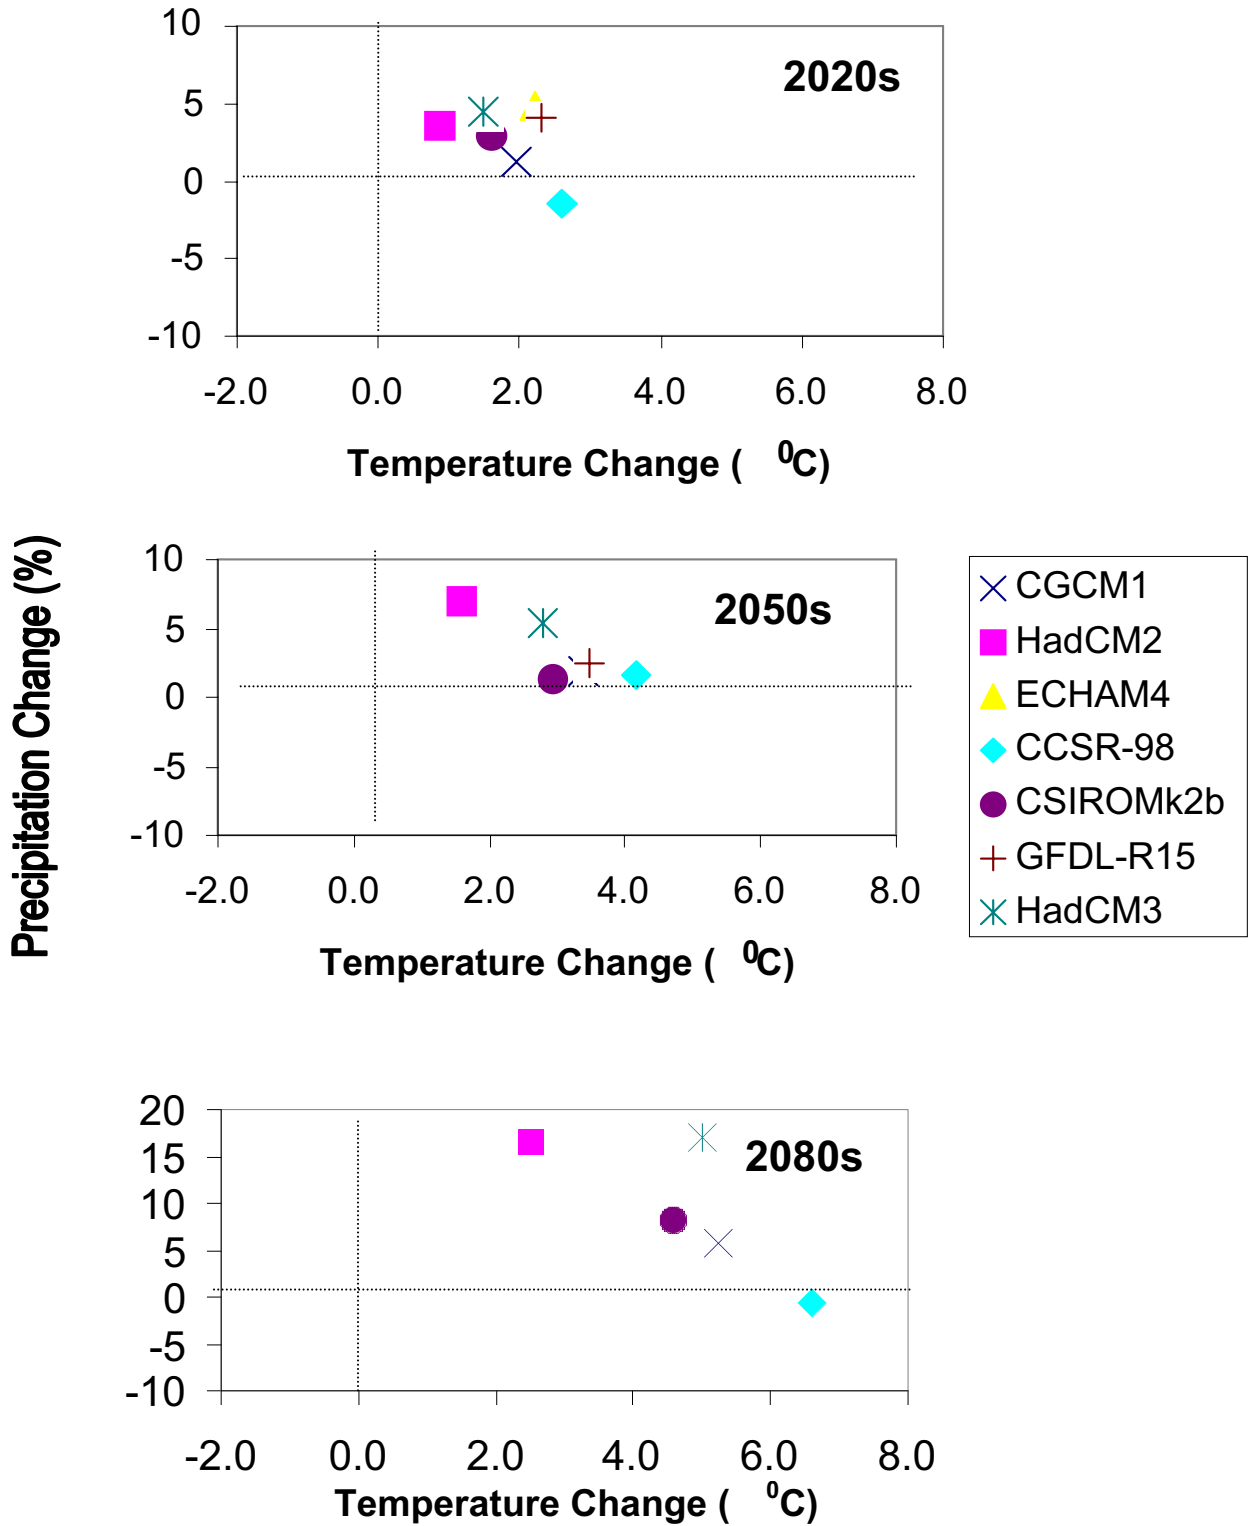 10
5
0
-5
-10
2020s
-2.0 0.0 2.0 4.0 6.0 8.0
Temperature Change ( ⁰C)
Precipitation Change (%)
10
5
0
-5
-10
2050s
-2.0 0.0 2.0 4.0 6.0 8.0
Temperature Change ( ⁰C)
CGCM1
HadCM2
ECHAM4
CCSR-98
CSIROMk2b
GFDL-R15
HadCM3
20
15
10
5
0
-5
-10
2080s
-2.0 0.0 2.0 4.0 6.0 8.0
Temperature Change ( ⁰C)